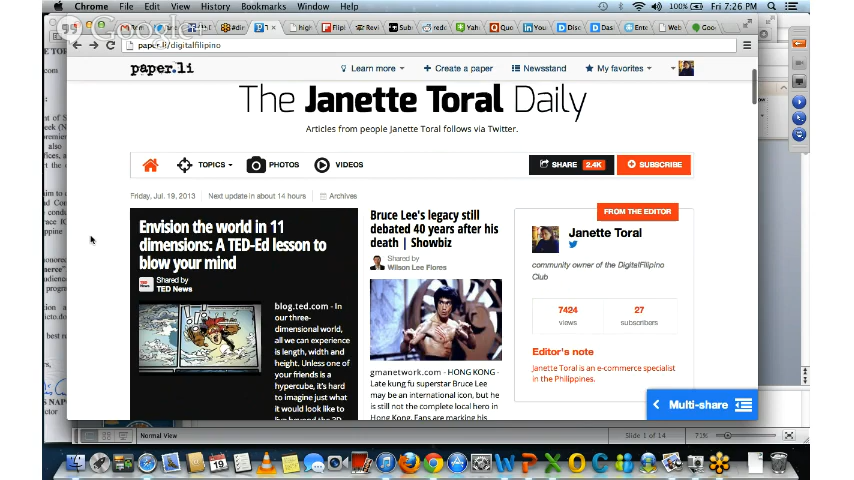 Chrome File Edit View History Bookmarks Window Help
100% Fri 7:26 PM
Google+
paper.li/digitalfilipino
paper.li
Learn more
Create a paper
Newsstand
My favorites
The Janette Toral Daily
Articles from people Janette Toral follows via Twitter.
TOPICS
PHOTOS
VIDEOS
SHARE 2.4K
SUBSCRIBE
Friday, Jul. 19, 2013
Next update in about 14 hours
Archives
Envision the world in 11
dimensions: A TED-Ed lesson to
blow your mind
Shared by
TED News
blog.ted.com - In
our three-
dimensional world,
all we can experience
is length, width and
height. Unless one of
your friends is a
hypercube, it's hard
to imagine just what
it would look like to
Bruce Lee's legacy still
debated 40 years after his
death | Showbiz
Shared by
Wilson Lee Flores
gmanetwork.com - HONG KONG -
Late kung fu superstar Bruce Lee
may be an international icon, but he
is still not the complete local hero in
Hong Kong. Fans are marking his
FROM THE EDITOR
Janette Toral
community owner of the DigitalFilipino
Club
7424
views
27
subscribers
Editor's note
Janette Toral is an e-commerce specialist
in the Philippines.
Multi-share
Normal View
Slide 1 of 14
71%